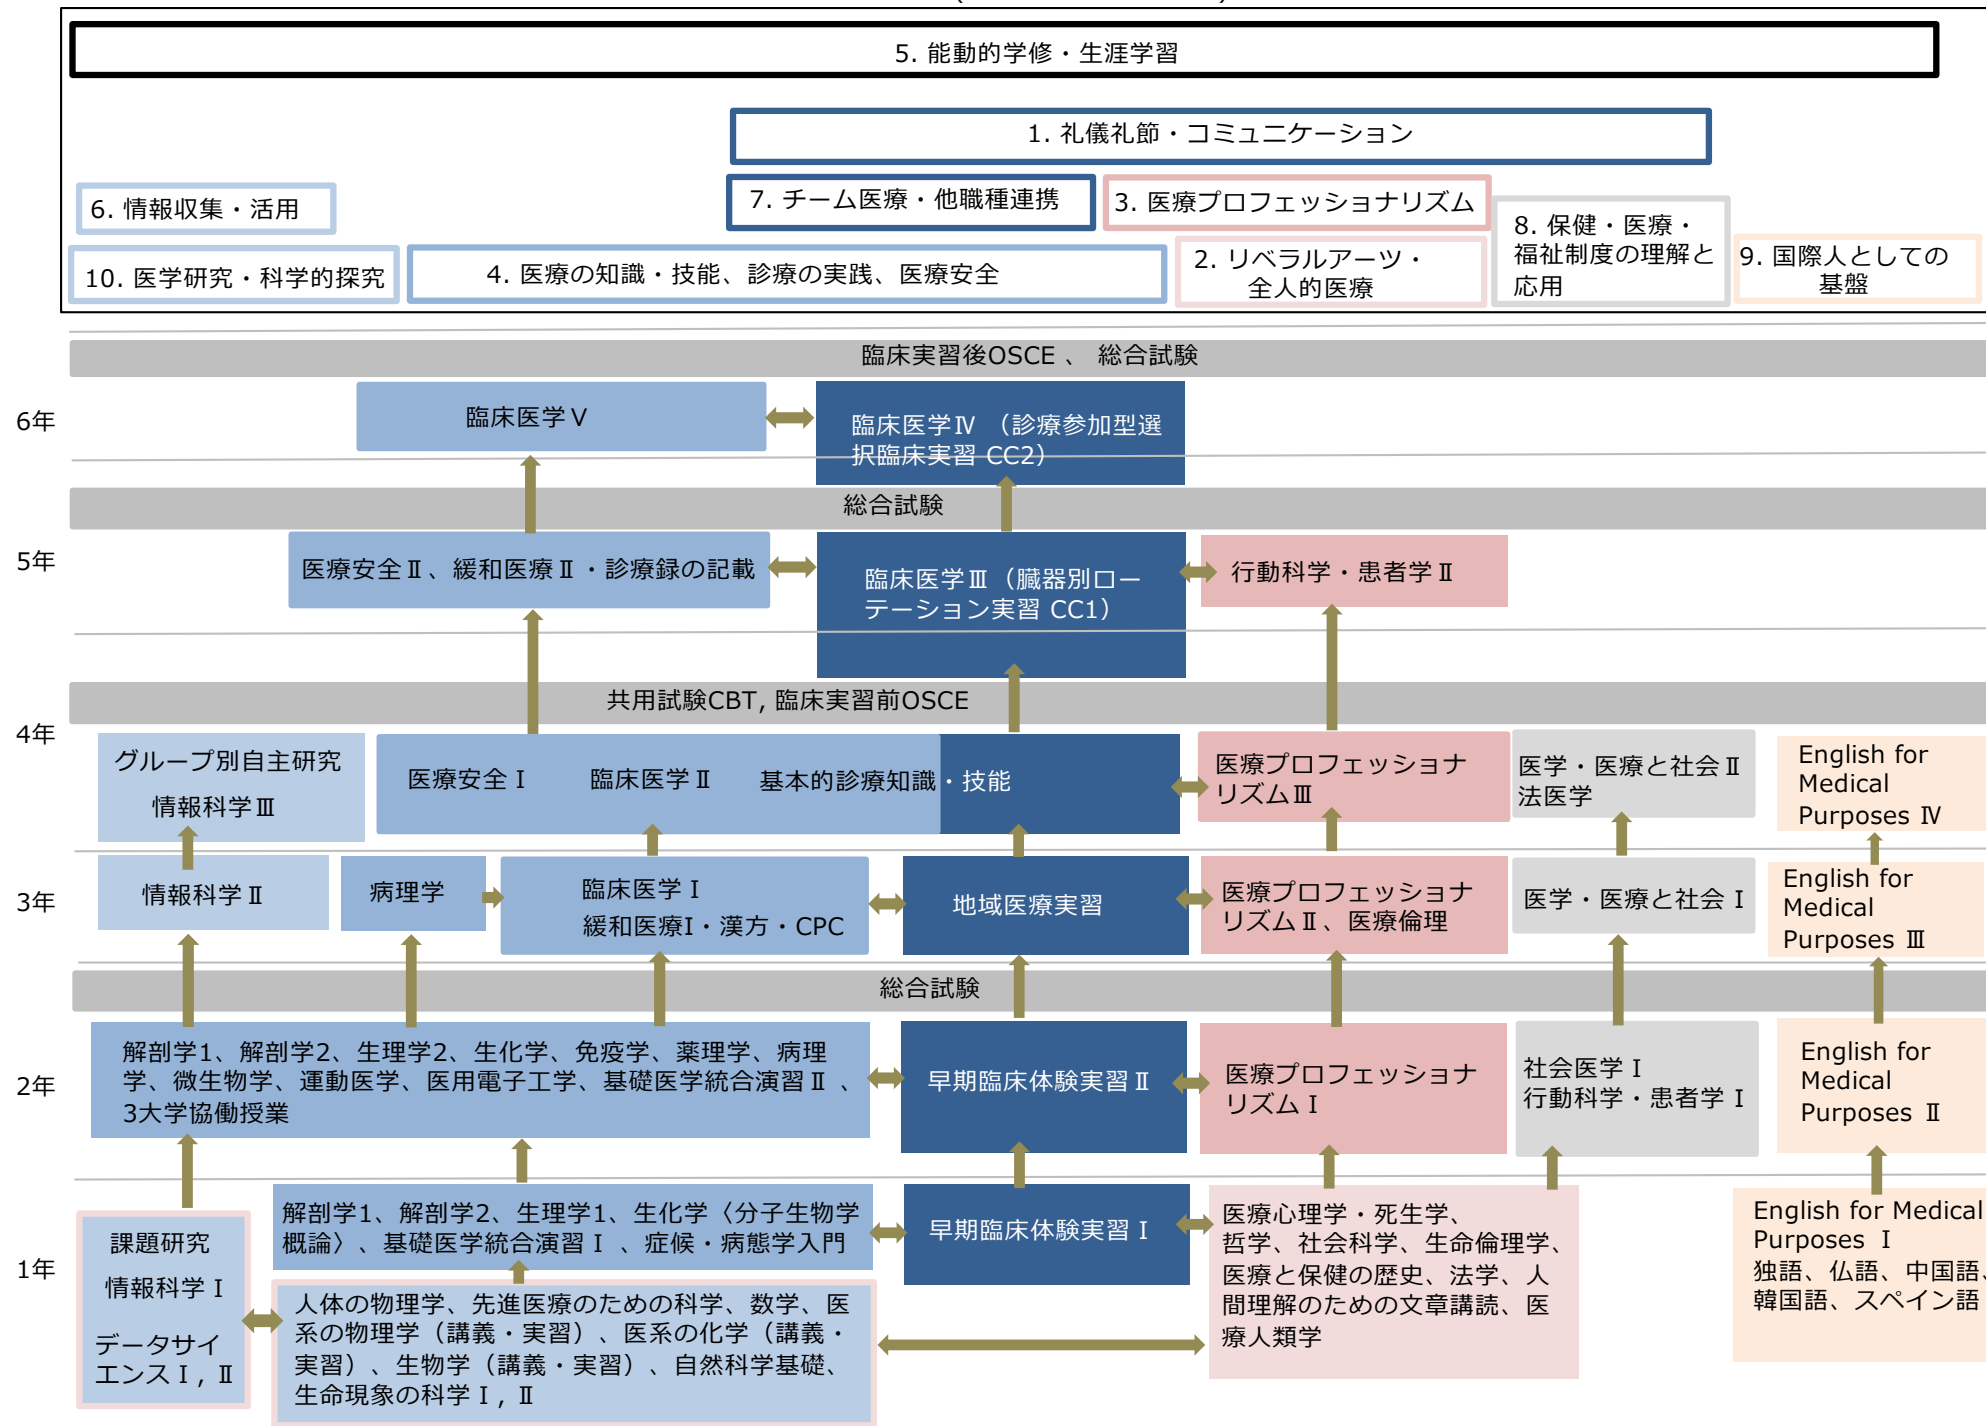 5. 能動的学修・生涯学習
1. 礼儀礼節・コミュニケーション
6. 情報収集・活用
7. チーム医療・他職種連携
3. 医療プロフェッショナリズム
8. 保健・医療・
福祉制度の理解と
応用
10. 医学研究・科学的探究
4. 医療の知識・技能、診療の実践、医療安全
2. リベラルアーツ・
全人的医療
9. 国際人としての
基盤
臨床実習後OSCE 、 総合試験
6年
臨床医学Ⅴ
臨床医学Ⅳ （診療参加型選
択臨床実習 CC2）
総合試験
5年
医療安全Ⅱ、緩和医療Ⅱ・診療録の記載
臨床医学Ⅲ（臓器別ロー
テーション実習 CC1）
行動科学・患者学Ⅱ
共用試験CBT, 臨床実習前OSCE
4年
グループ別自主研究
情報科学Ⅲ
医療安全Ⅰ 臨床医学Ⅱ 基本的診療知識・技能
医療プロフェッショナ
リズムⅢ
医学・医療と社会Ⅱ
法医学
English for
Medical
Purposes Ⅳ
3年
情報科学Ⅱ
病理学
臨床医学Ⅰ
緩和医療I・漢方・CPC
地域医療実習
医療プロフェッショナ
リズムⅡ、医療倫理
医学・医療と社会Ⅰ
English for
Medical
Purposes Ⅲ
総合試験
2年
解剖学1、解剖学2、生理学2、生化学、免疫学、薬理学、病理
学、微生物学、運動医学、医用電子工学、基礎医学統合演習Ⅱ 、
3大学協働授業
早期臨床体験実習Ⅱ
医療プロフェッショナ
リズムⅠ
社会医学Ⅰ
行動科学・患者学Ⅰ
English for
Medical
Purposes Ⅱ
1年
課題研究
情報科学Ⅰ
データサイ
エンスⅠ, Ⅱ
解剖学1、解剖学2、生理学1、生化学〈分子生物学
概論〉、基礎医学統合演習Ⅰ 、症候・病態学入門
人体の物理学、先進医療のための科学、数学、医
系の物理学（講義・実習）、医系の化学（講義・
実習）、生物学（講義・実習）、自然科学基礎、
生命現象の科学Ⅰ, Ⅱ
早期臨床体験実習Ⅰ
医療心理学・死生学、
哲学、社会科学、生命倫理学、
医療と保健の歴史、法学、人
間理解のための文章講読、医
療人類学
English for Medical
Purposes Ⅰ
独語、仏語、中国語、
韓国語、スペイン語